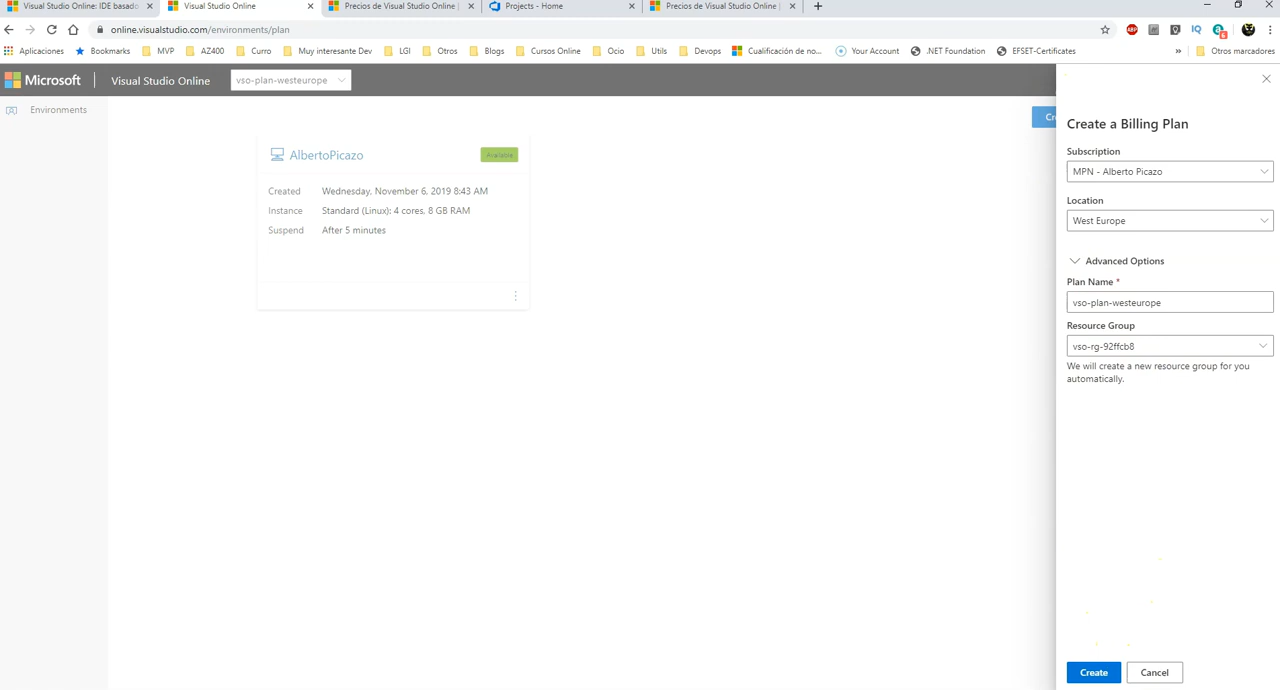 Visual Studio Online: IDE basado
Visual Studio Online
Precios de Visual Studio Online |
Projects - Home
Precios de Visual Studio Online |
online.visualstudio.com/environments/plan
Aplicaciones
Bookmarks
MVP
AZ400
Curro
Muy interesante Dev
LGI
Otros
Blogs
Cursos Online
Ocio
Utils
Devops
Cualificación de no...
Your Account
.NET Foundation
EFSET-Certificates
»
Otros marcadores
Microsoft
Visual Studio Online
vso-plan-westeurope
Environments
Cr
AlbertoPicazo
Available
Created Wednesday, November 6, 2019 8:43 AM
Instance Standard (Linux): 4 cores, 8 GB RAM
Suspend After 5 minutes
Create a Billing Plan
Subscription
MPN - Alberto Picazo
Location
West Europe
Advanced Options
Plan Name *
vso-plan-westeurope
Resource Group
vso-rg-92ffcb8
We will create a new resource group for you
automatically.
Create
Cancel